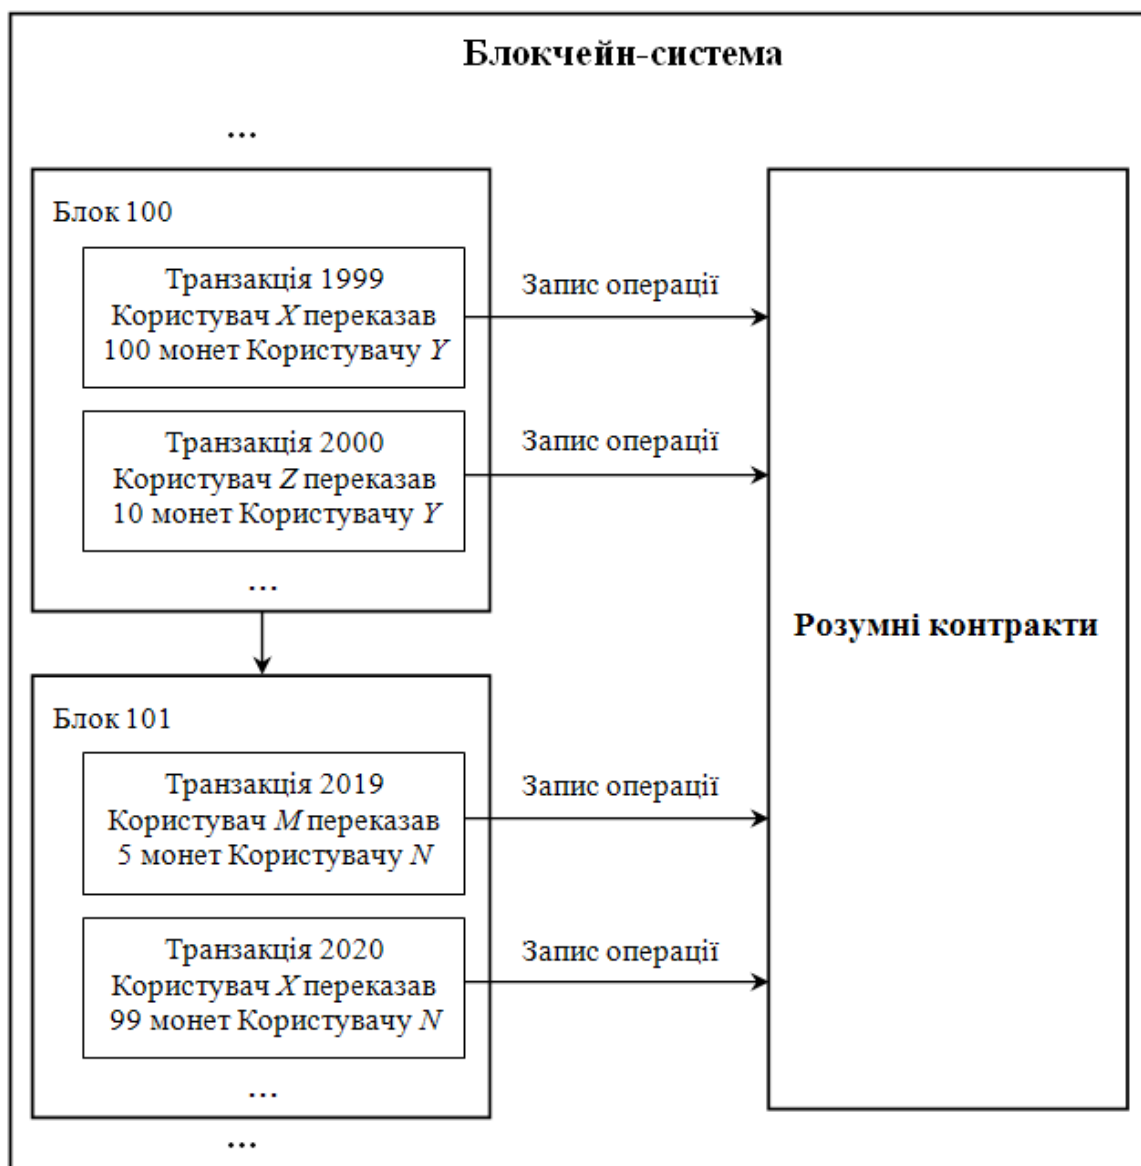 Блокчейн-система
...
Блок 100
Транзакція 1999
Користувач X переказав
100 монет Користувачу Y
Запис операції
Транзакція 2000
Користувач Z переказав
10 монет Користувачу Y
Запис операції
...
Розумні контракти
Блок 101
Транзакція 2019
Користувач M переказав
5 монет Користувачу N
Запис операції
Транзакція 2020
Користувач X переказав
99 монет Користувачу N
Запис операції
...
...